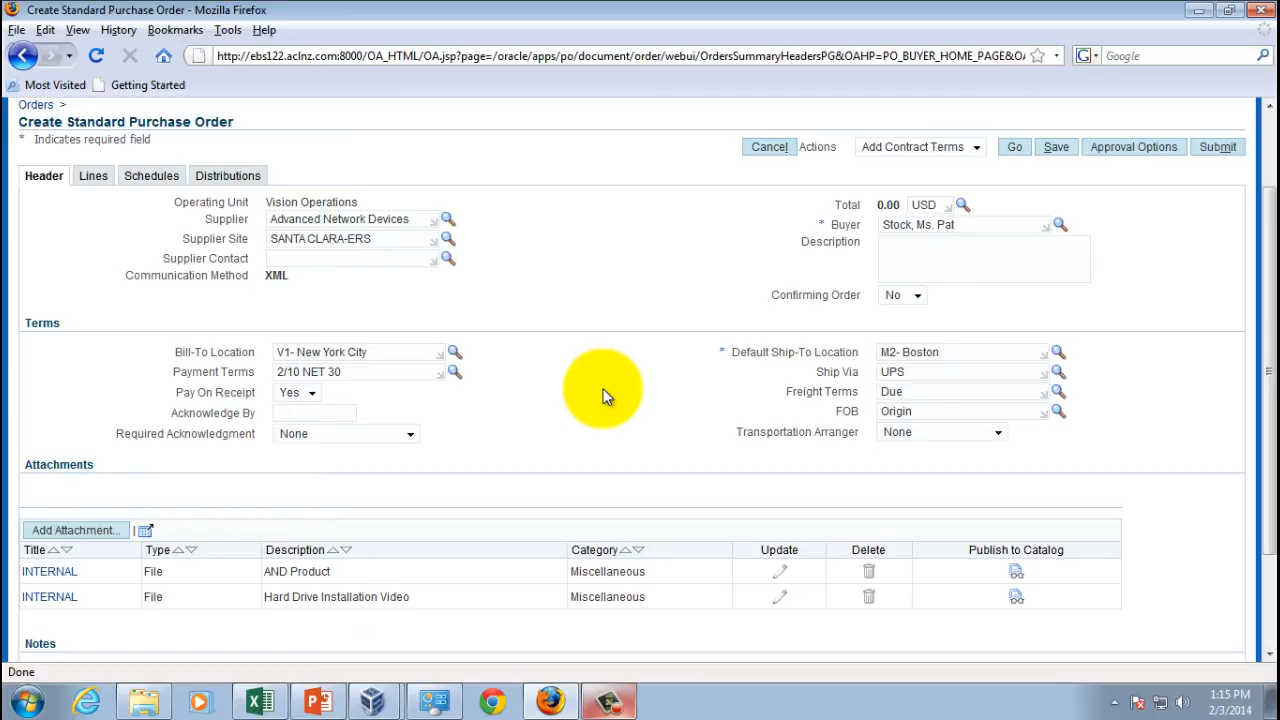 Create Standard Purchase Order - Mozilla Firefox
File Edit View History Bookmarks Tools Help
http://ebs122.aclnz.com:8000/OA_HTML/OA.jsp?page=/oracle/apps/po/document/order/webui/OrdersSummaryHeadersPG&OAHP=PO_BUYER_HOME_PAGE&OA
Google
Most Visited Getting Started
Orders >
Create Standard Purchase Order
* Indicates required field
Cancel Actions Add Contract Terms Go Save Approval Options Submit
Header Lines Schedules Distributions
Operating Unit Vision Operations
Supplier Advanced Network Devices
Supplier Site SANTA CLARA-ERS
Supplier Contact
Communication Method XML
Total 0.00 USD
* Buyer Stock, Ms. Pat
Description
Confirming Order No
Terms
Bill-To Location V1- New York City
Payment Terms 2/10 NET 30
Pay On Receipt Yes
Acknowledge By
Required Acknowledgment None
* Default Ship-To Location M2- Boston
Ship Via UPS
Freight Terms Due
FOB Origin
Transportation Arranger None
Attachments
Add Attachment... |
Title Type Description Category Update Delete Publish to Catalog
INTERNAL File AND Product Miscellaneous
INTERNAL File Hard Drive Installation Video Miscellaneous
Notes
Done
1:15 PM
2/3/2014